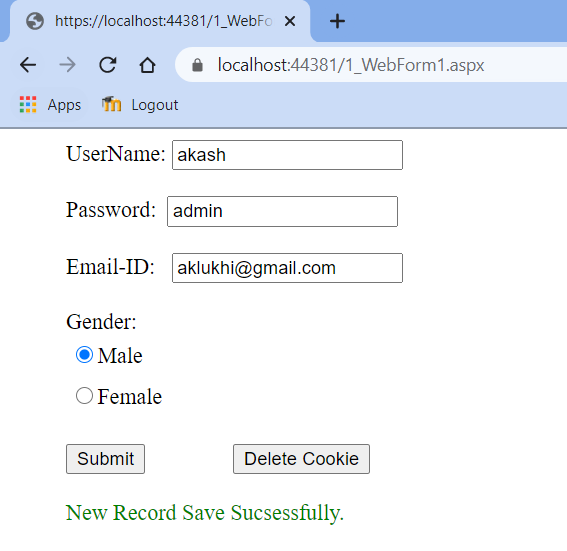 https://localhost:44381/1_WebFo
localhost:44381/1_WebForm1.aspx
Apps Logout
UserName: akash
Password: admin
Email-ID: aklukhi@gmail.com
Gender:
Male
Female
Submit Delete Cookie
New Record Save Sucsessfully.